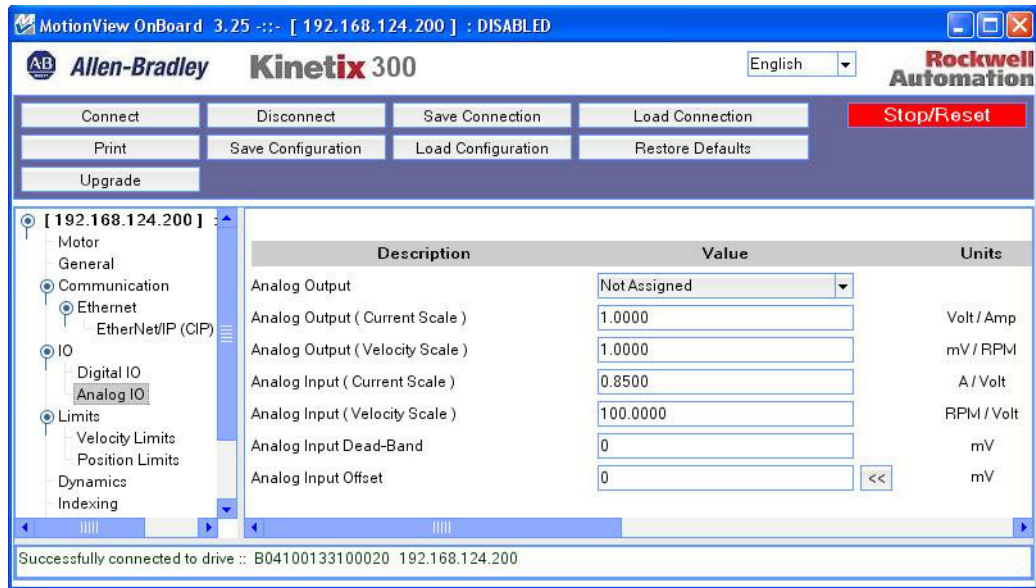 MotionView OnBoard 3.25 -::- [ 192.168.124.200 ] : DISABLED
AB Allen-Bradley Kinetix 300 English Rockwell Automation
Connect Disconnect Save Connection Load Connection Stop/Reset
Print Save Configuration Load Configuration Restore Defaults
Upgrade
[ 192.168.124.200 ] :
Motor
General
Communication
Ethernet
EtherNet/IP (CIP)
IO
Digital IO
Analog IO
Limits
Velocity Limits
Position Limits
Dynamics
Indexing
Description Value Units
Analog Output Not Assigned
Analog Output ( Current Scale ) 1.0000 Volt / Amp
Analog Output ( Velocity Scale ) 1.0000 mV / RPM
Analog Input ( Current Scale ) 0.8500 A / Volt
Analog Input ( Velocity Scale ) 100.0000 RPM / Volt
Analog Input Dead-Band 0 mV
Analog Input Offset 0 << mV
Successfully connected to drive :: B04100133100020 192.168.124.200